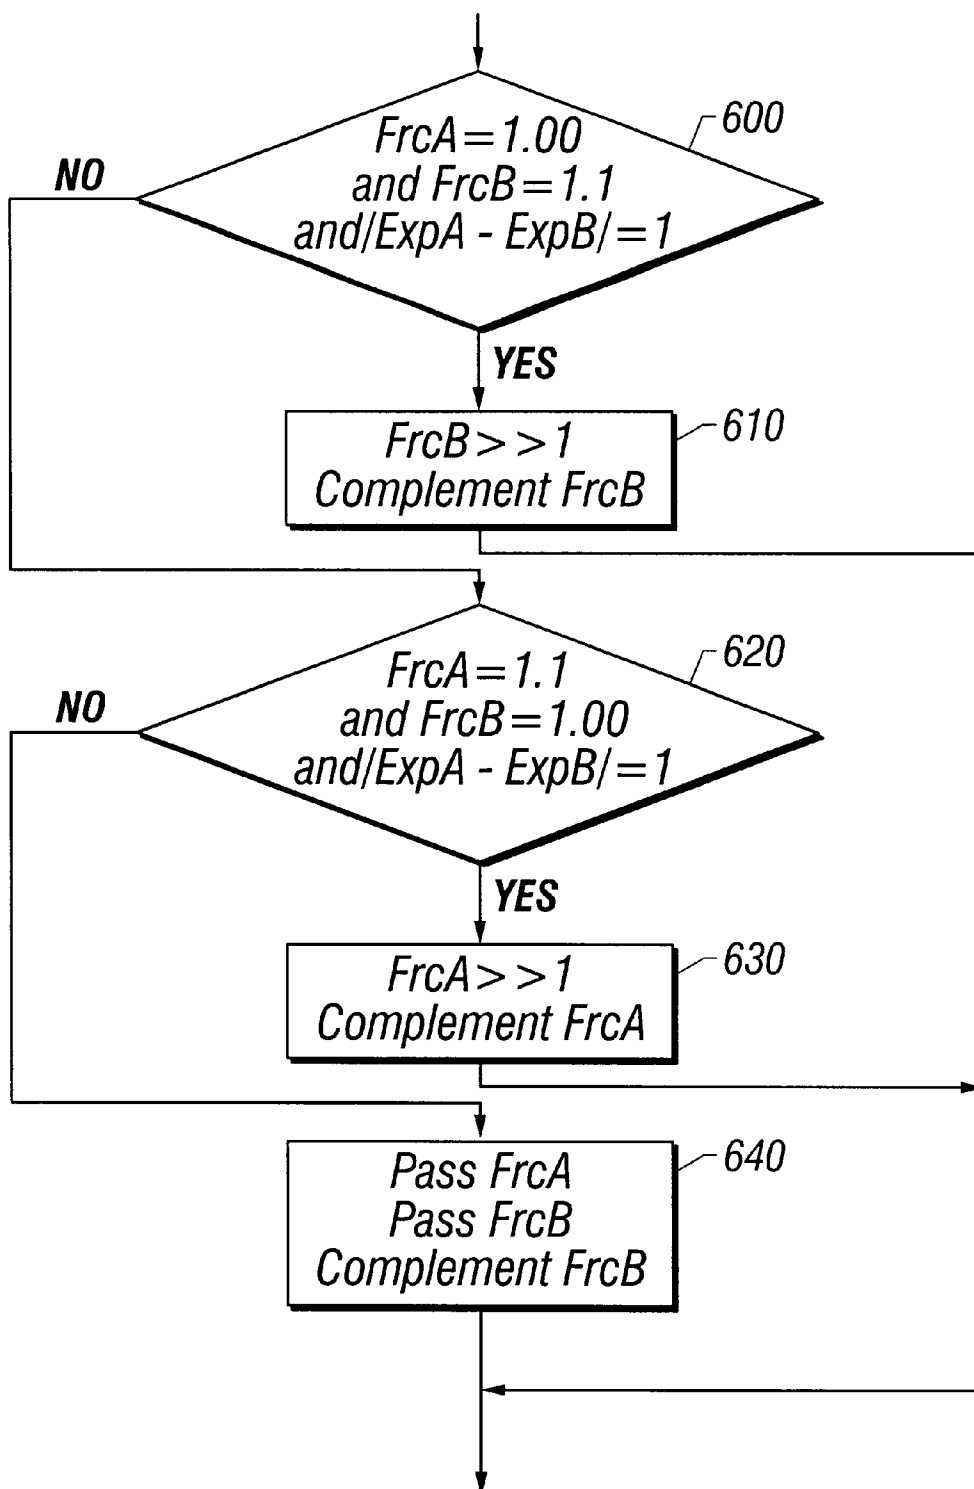 600
FrcA=1.00
and FrcB=1.1
and/ExpA - ExpB/=1
NO
YES
610
FrcB>>1
Complement FrcB
620
FrcA=1.1
and FrcB=1.00
and/ExpA - ExpB/=1
NO
YES
630
FrcA>>1
Complement FrcA
640
Pass FrcA
Pass FrcB
Complement FrcB